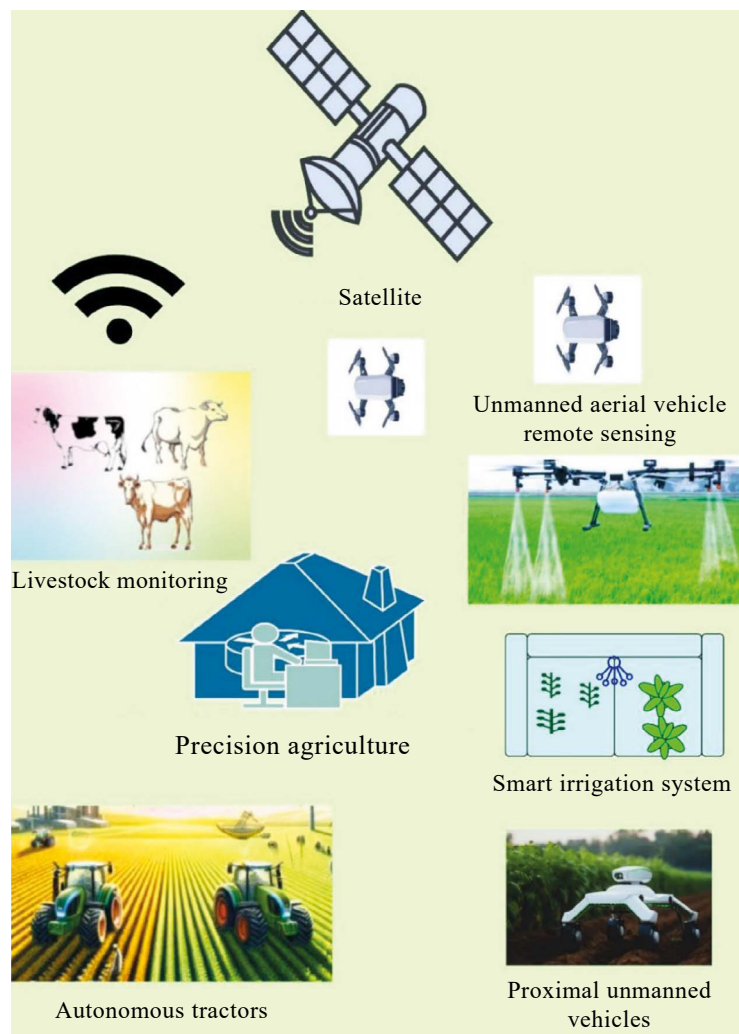 Satellite
Unmanned aerial vehicle
remote sensing
Livestock monitoring
Precision agriculture
Smart irrigation system
Autonomous tractors
Proximal unmanned
vehicles